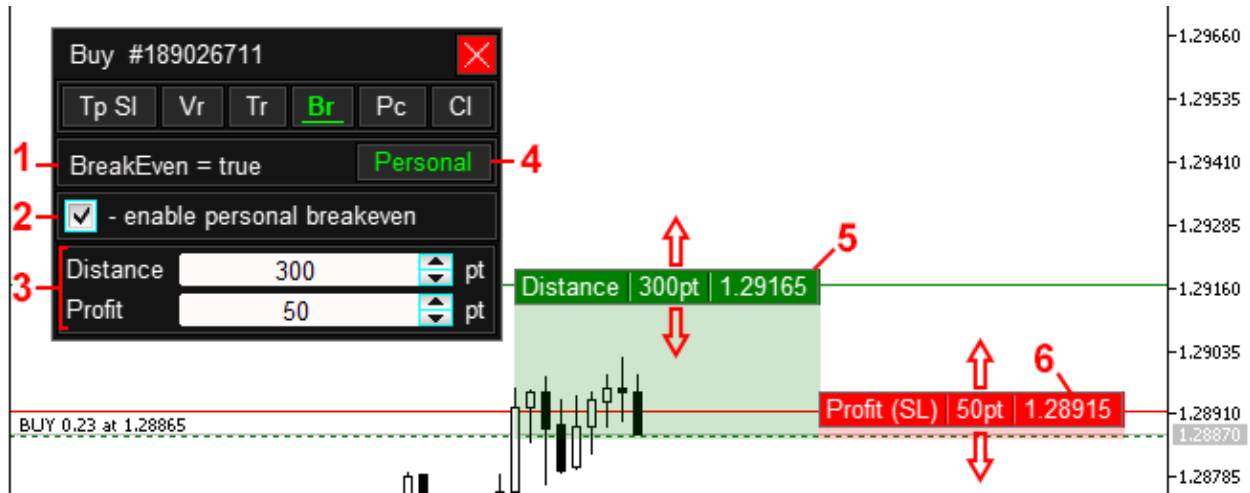 Buy #189026711
Tp Sl Vr Tr Br Pc Cl
1 BreakEven = true Personal 4
2 - enable personal breakeven
3
Distance 300 pt
Profit 50 pt
5
Distance 300pt 1.29165
6
Profit (SL) 50pt 1.28915
BUY 0.23 at 1.28865
1.29660
1.29535
1.29410
1.29285
1.29160
1.29035
1.28910
1.28870
1.28785